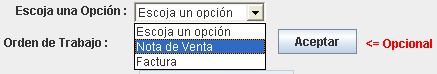 Escoja una Opción : Escoja un opción
Escoja un opción
Orden de Trabajo : Nota de Venta Aceptar <= Opcional
Factura